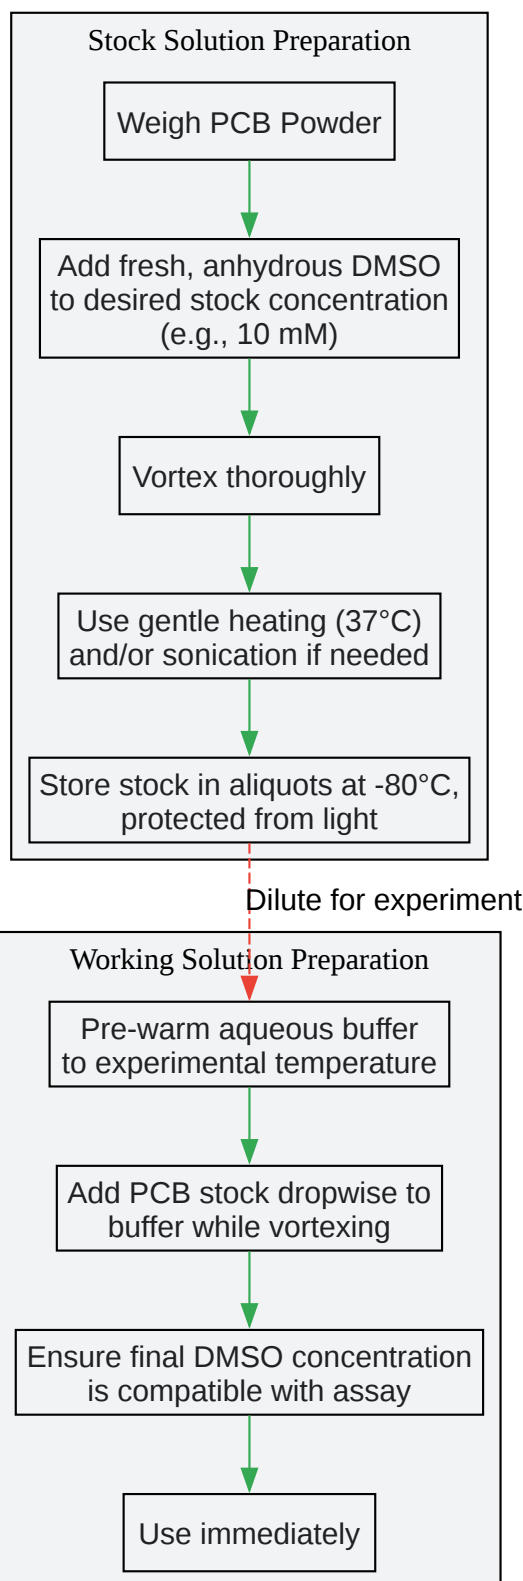 Stock Solution Preparation
Weigh PCB Powder
Add fresh, anhydrous DMSO
to desired stock concentration
(e.g., 10 mM)
Vortex thoroughly
Use gentle heating (37°C)
and/or sonication if needed
Store stock in aliquots at -80°C,
protected from light
Dilute for experiment
Working Solution Preparation
Pre-warm aqueous buffer
to experimental temperature
Add PCB stock dropwise to
buffer while vortexing
Ensure final DMSO concentration
is compatible with assay
Use immediately